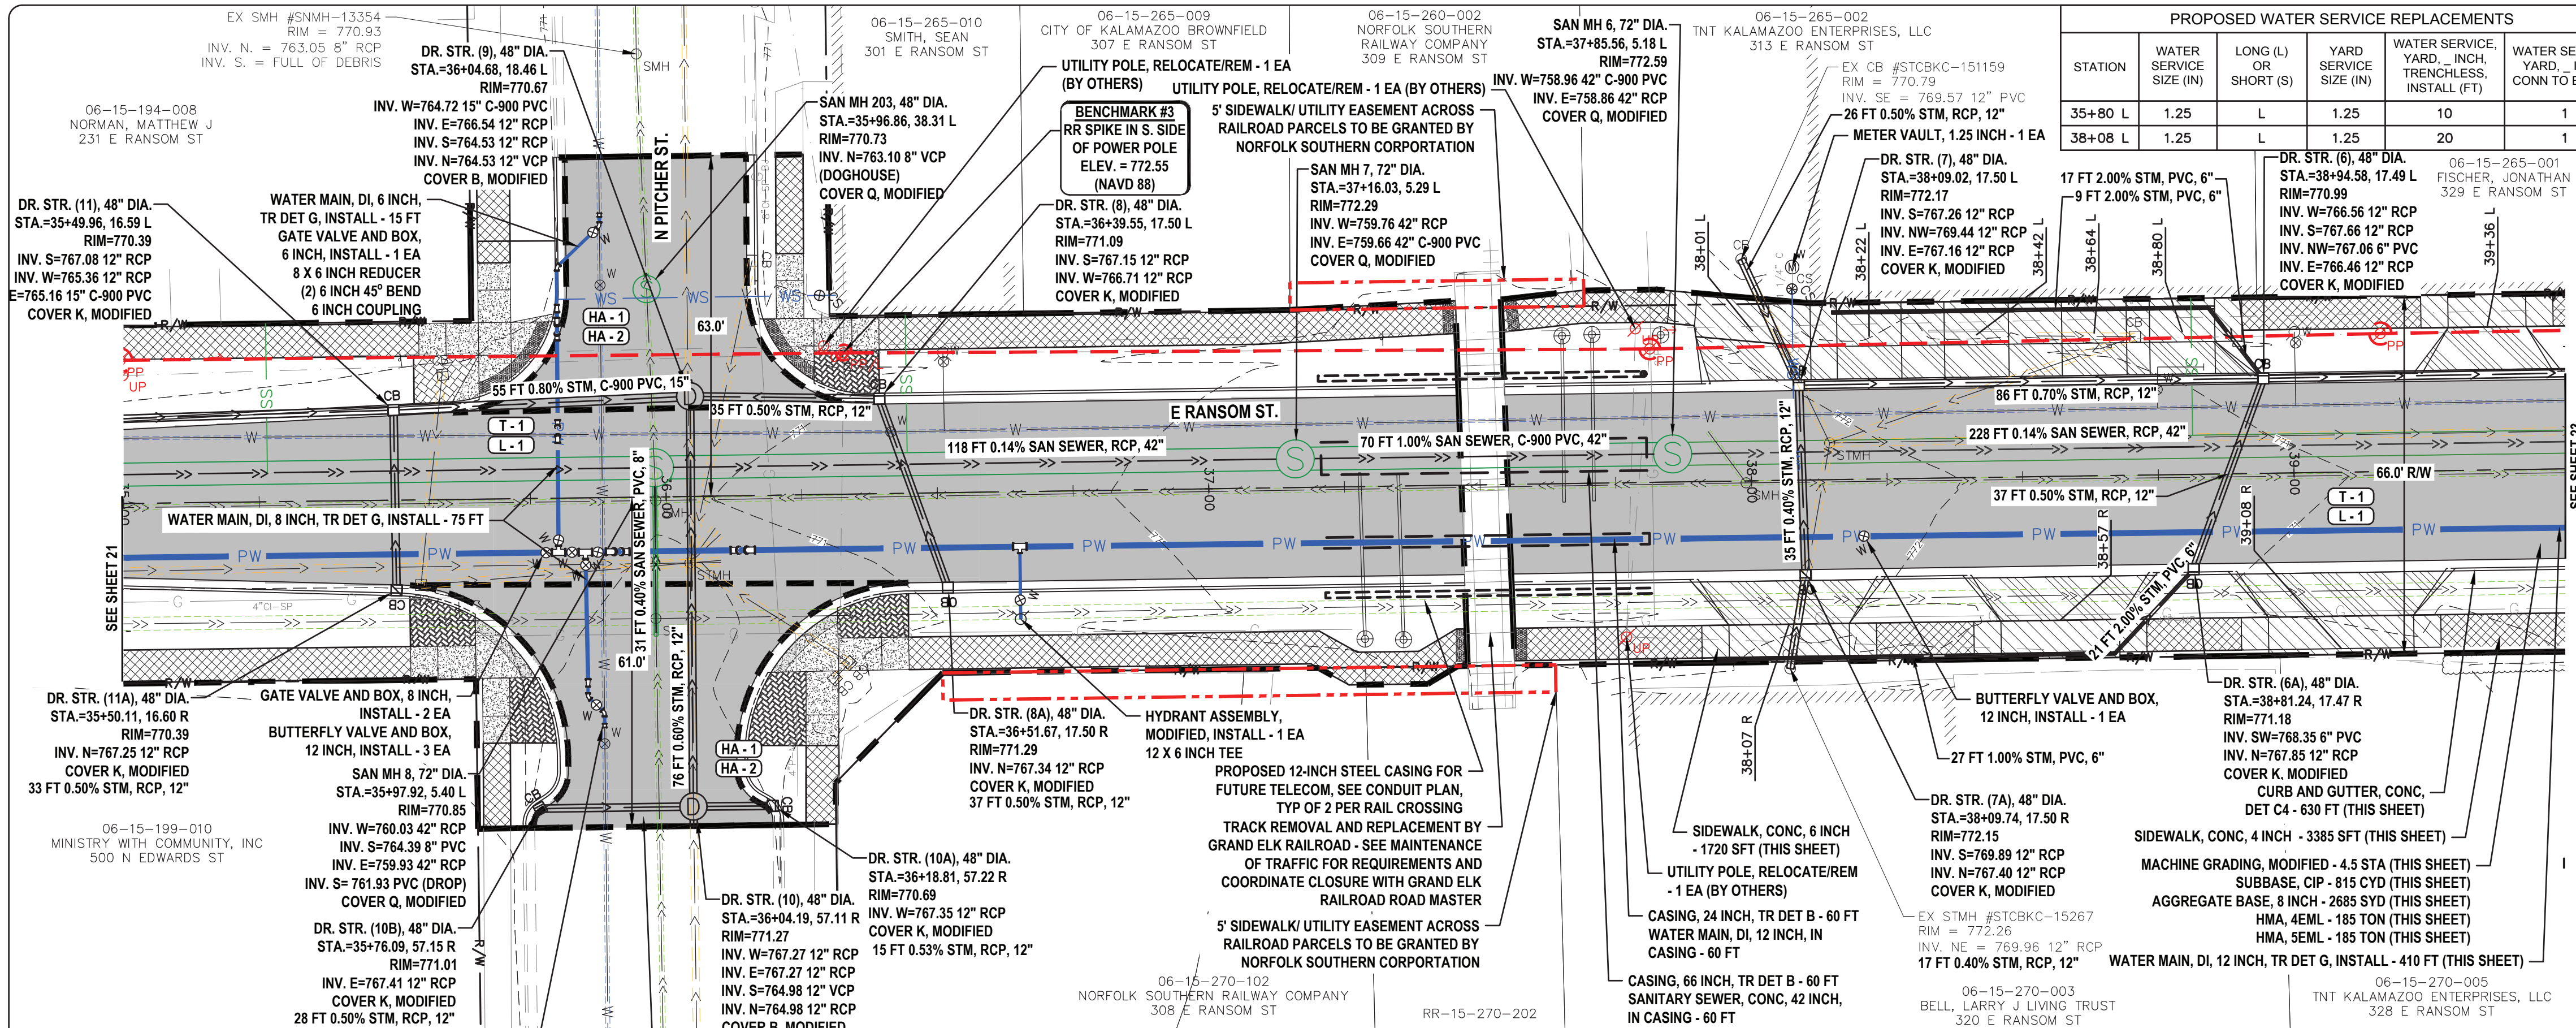 EX SMH #SNMH-13354
RIM = 770.93
INV. N. = 763.05 8" RCP
INV. S. = FULL OF DEBRIS
06-15-194-008
NORMAN, MATTHEW J
231 E RANSOM ST
DR. STR. (9), 48" DIA.
STA.=36+04.68, 18.46 L
RIM=770.67
INV. W=764.72 15" C-900 PVC
INV. E=766.54 12" RCP
INV. S=764.53 12" RCP
INV. N=764.53 12" VCP
COVER B, MODIFIED
06-15-265-010
SMITH, SEAN
301 E RANSOM ST
06-15-265-009
CITY OF KALAMAZOO BROWNFIELD
307 E RANSOM ST
06-15-260-002
NORFOLK SOUTHERN
RAILWAY COMPANY
309 E RANSOM ST
SAN MH 6, 72" DIA.
STA.=37+85.56, 5.18 L
RIM=772.59
INV. W=758.96 42" C-900 PVC
INV. E=758.86 42" RCP
COVER Q, MODIFIED
06-15-265-002
TNT KALAMAZOO ENTERPRISES, LLC
313 E RANSOM ST
PROPOSED WATER SERVICE REPLACEMENTS
STATION
WATER
SERVICE
SIZE (IN)
LONG (L)
OR
SHORT (S)
YARD
SERVICE
SIZE (IN)
WATER SERVICE,
YARD, _ INCH,
TRENCHLESS,
INSTALL (FT)
WATER SE
YARD, _ I
CONN TO E
35+80 L 1.25 L 1.25 10 1
38+08 L 1.25 L 1.25 20 1
UTILITY POLE, RELOCATE/REM - 1 EA
(BY OTHERS)
UTILITY POLE, RELOCATE/REM - 1 EA (BY OTHERS)
BENCHMARK #3
RR SPIKE IN S. SIDE
OF POWER POLE
ELEV. = 772.55
(NAVD 88)
5' SIDEWALK/ UTILITY EASEMENT ACROSS
RAILROAD PARCELS TO BE GRANTED BY
NORFOLK SOUTHERN CORPORTATION
SAN MH 203, 48" DIA.
STA.=35+96.86, 38.31 L
RIM=770.73
INV. N=763.10 8" VCP
(DOGHOUSE)
COVER Q, MODIFIED
SAN MH 7, 72" DIA.
STA.=37+16.03, 5.29 L
RIM=772.29
INV. W=759.76 42" RCP
INV. E=759.66 42" C-900 PVC
COVER Q, MODIFIED
EX CB #STCBKC-151159
RIM = 770.79
INV. SE = 769.57 12" PVC
26 FT 0.50% STM, RCP, 12"
METER VAULT, 1.25 INCH - 1 EA
DR. STR. (7), 48" DIA.
STA.=38+09.02, 17.50 L
RIM=772.17
INV. S=767.26 12" RCP
INV. NW=769.44 12" RCP
INV. E=767.16 12" RCP
COVER K, MODIFIED
17 FT 2.00% STM, PVC, 6"
9 FT 2.00% STM, PVC, 6"
DR. STR. (6), 48" DIA.
STA.=38+94.58, 17.49 L
RIM=770.99
INV. W=766.56 12" RCP
INV. S=767.66 12" RCP
INV. NW=767.06 6" PVC
INV. E=766.46 12" RCP
COVER K, MODIFIED
06-15-265-001
FISCHER, JONATHAN
329 E RANSOM ST
DR. STR. (11), 48" DIA.
STA.=35+49.96, 16.59 L
RIM=770.39
INV. S=767.08 12" RCP
INV. W=765.36 12" RCP
E=765.16 15" C-900 PVC
COVER K, MODIFIED
WATER MAIN, DI, 6 INCH,
TR DET G, INSTALL - 15 FT
GATE VALVE AND BOX,
6 INCH, INSTALL - 1 EA
8 X 6 INCH REDUCER
(2) 6 INCH 45° BEND
6 INCH COUPLING
DR. STR. (8), 48" DIA.
STA.=36+39.55, 17.50 L
RIM=771.09
INV. S=767.15 12" RCP
INV. W=766.71 12" RCP
COVER K, MODIFIED
38+01 L
38+22 L
38+42 L
38+64 L
38+80 L
39+36 L
N PITCHER ST.
HA - 1
HA - 2
63.0'
55 FT 0.80% STM, C-900 PVC, 15"
35 FT 0.50% STM, RCP, 12"
E RANSOM ST.
T - 1
L - 1
118 FT 0.14% SAN SEWER, RCP, 42"
70 FT 1.00% SAN SEWER, C-900 PVC, 42"
35 FT 0.40% STM, RCP, 12"
86 FT 0.70% STM, RCP, 12"
228 FT 0.14% SAN SEWER, RCP, 42"
66.0' R/W
37 FT 0.50% STM, RCP, 12"
T - 1
L - 1
36+00
37+00
38+00
39+00
SEE SHEET 21
SEE SHEET 22
WATER MAIN, DI, 8 INCH, TR DET G, INSTALL - 75 FT
31 FT 0.40% SAN SEWER, PVC, 8"
61.0'
76 FT 0.60% STM, RCP, 12"
38+57 R
39+08 R
21 FT 2.00% STM, PVC, 6"
38+07 R
HA - 1
HA - 2
DR. STR. (11A), 48" DIA.
STA.=35+50.11, 16.60 R
RIM=770.39
INV. N=767.25 12" RCP
COVER K, MODIFIED
33 FT 0.50% STM, RCP, 12"
GATE VALVE AND BOX, 8 INCH,
INSTALL - 2 EA
BUTTERFLY VALVE AND BOX,
12 INCH, INSTALL - 3 EA
SAN MH 8, 72" DIA.
STA.=35+97.92, 5.40 L
RIM=770.85
INV. W=760.03 42" RCP
INV. S=764.39 8" PVC
INV. E=759.93 42" RCP
INV. S= 761.93 PVC (DROP)
COVER Q, MODIFIED
06-15-199-010
MINISTRY WITH COMMUNITY, INC
500 N EDWARDS ST
DR. STR. (10B), 48" DIA.
STA.=35+76.09, 57.15 R
RIM=771.01
INV. E=767.41 12" RCP
COVER K, MODIFIED
28 FT 0.50% STM, RCP, 12"
DR. STR. (10), 48" DIA.
STA.=36+04.19, 57.11 R
RIM=771.27
INV. W=767.27 12" RCP
INV. E=767.27 12" RCP
INV. S=764.98 12" VCP
INV. N=764.98 12" RCP
COVER B, MODIFIED
DR. STR. (10A), 48" DIA.
STA.=36+18.81, 57.22 R
RIM=770.69
INV. W=767.35 12" RCP
COVER K, MODIFIED
15 FT 0.53% STM, RCP, 12"
DR. STR. (8A), 48" DIA.
STA.=36+51.67, 17.50 R
RIM=771.29
INV. N=767.34 12" RCP
COVER K, MODIFIED
37 FT 0.50% STM, RCP, 12"
HYDRANT ASSEMBLY,
MODIFIED, INSTALL - 1 EA
12 X 6 INCH TEE
PROPOSED 12-INCH STEEL CASING FOR
FUTURE TELECOM, SEE CONDUIT PLAN,
TYP OF 2 PER RAIL CROSSING
TRACK REMOVAL AND REPLACEMENT BY
GRAND ELK RAILROAD - SEE MAINTENANCE
OF TRAFFIC FOR REQUIREMENTS AND
COORDINATE CLOSURE WITH GRAND ELK
RAILROAD ROAD MASTER
5' SIDEWALK/ UTILITY EASEMENT ACROSS
RAILROAD PARCELS TO BE GRANTED BY
NORFOLK SOUTHERN CORPORTATION
06-15-270-102
NORFOLK SOUTHERN RAILWAY COMPANY
308 E RANSOM ST
RR-15-270-202
SIDEWALK, CONC, 6 INCH
- 1720 SFT (THIS SHEET)
UTILITY POLE, RELOCATE/REM
- 1 EA (BY OTHERS)
CASING, 24 INCH, TR DET B - 60 FT
WATER MAIN, DI, 12 INCH, IN
CASING - 60 FT
CASING, 66 INCH, TR DET B - 60 FT
SANITARY SEWER, CONC, 42 INCH,
IN CASING - 60 FT
BUTTERFLY VALVE AND BOX,
12 INCH, INSTALL - 1 EA
27 FT 1.00% STM, PVC, 6"
DR. STR. (7A), 48" DIA.
STA.=38+09.74, 17.50 R
RIM=772.15
INV. S=769.89 12" RCP
INV. N=767.40 12" RCP
COVER K, MODIFIED
EX STMH #STCBKC-15267
RIM = 772.26
INV. NE = 769.96 12" RCP
17 FT 0.40% STM, RCP, 12"
06-15-270-003
BELL, LARRY J LIVING TRUST
320 E RANSOM ST
DR. STR. (6A), 48" DIA.
STA.=38+81.24, 17.47 R
RIM=771.18
INV. SW=768.35 6" PVC
INV. N=767.85 12" RCP
COVER K, MODIFIED
CURB AND GUTTER, CONC,
DET C4 - 630 FT (THIS SHEET)
SIDEWALK, CONC, 4 INCH - 3385 SFT (THIS SHEET)
MACHINE GRADING, MODIFIED - 4.5 STA (THIS SHEET)
SUBBASE, CIP - 815 CYD (THIS SHEET)
AGGREGATE BASE, 8 INCH - 2685 SYD (THIS SHEET)
HMA, 4EML - 185 TON (THIS SHEET)
HMA, 5EML - 185 TON (THIS SHEET)
WATER MAIN, DI, 12 INCH, TR DET G, INSTALL - 410 FT (THIS SHEET)
06-15-270-005
TNT KALAMAZOO ENTERPRISES, LLC
328 E RANSOM ST